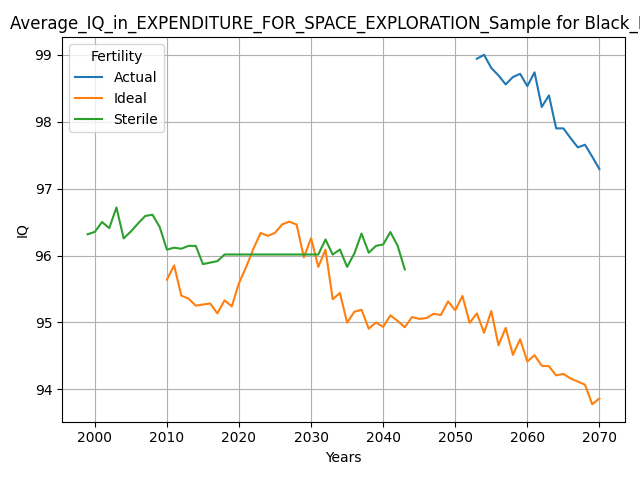 Average_IQ_in_EXPENDITURE_FOR_SPACE_EXPLORATION_Sample for Black_
Fertility
Actual
Ideal
Sterile
99
98
97
96
95
94
IQ
2000
2010
2020
2030
2040
2050
2060
2070
Years